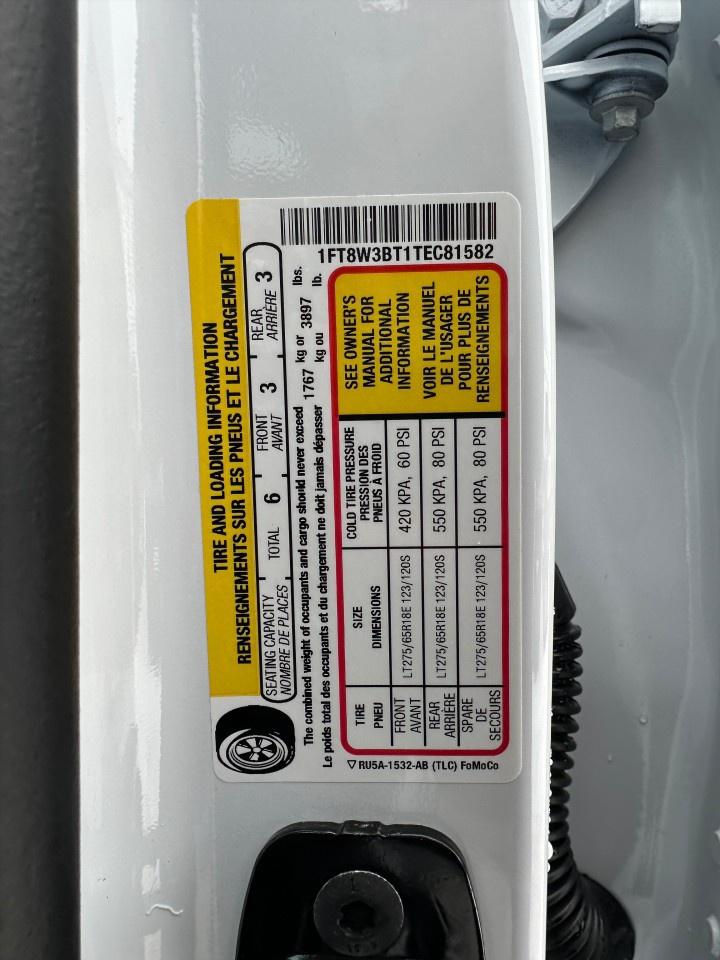 TIRE AND LOADING INFORMATION
RENSEIGNEMENTS SUR LES PNEUS ET LE CHARGEMENT
SEATING CAPACITY
NOMBRE DE PLACES
TOTAL 6
FRONT
AVANT
3
REAR
ARRIÈRE
3
The combined weight of occupants and cargo should never exceed 1767 kg or 3897 lbs.
Le poids total des occupants et du chargement ne doit jamais dépasser kg ou lb.
1FT8W3BT1TEC81582
TIRE
PNEU
SIZE
DIMENSIONS
COLD TIRE PRESSURE
PRESSION DES
PNEUS À FROID
FRONT
AVANT
LT275/65R18E 123/120S
420 KPA, 60 PSI
REAR
ARRIÈRE
LT275/65R18E 123/120S
550 KPA, 80 PSI
SPARE
DE
SECOURS
LT275/65R18E 123/120S
550 KPA, 80 PSI
SEE OWNER'S
MANUAL FOR
ADDITIONAL
INFORMATION
VOIR LE MANUEL
DE L'USAGER
POUR PLUS DE
RENSEIGNEMENTS
RU5A-1532-AB (TLC) FoMoCo